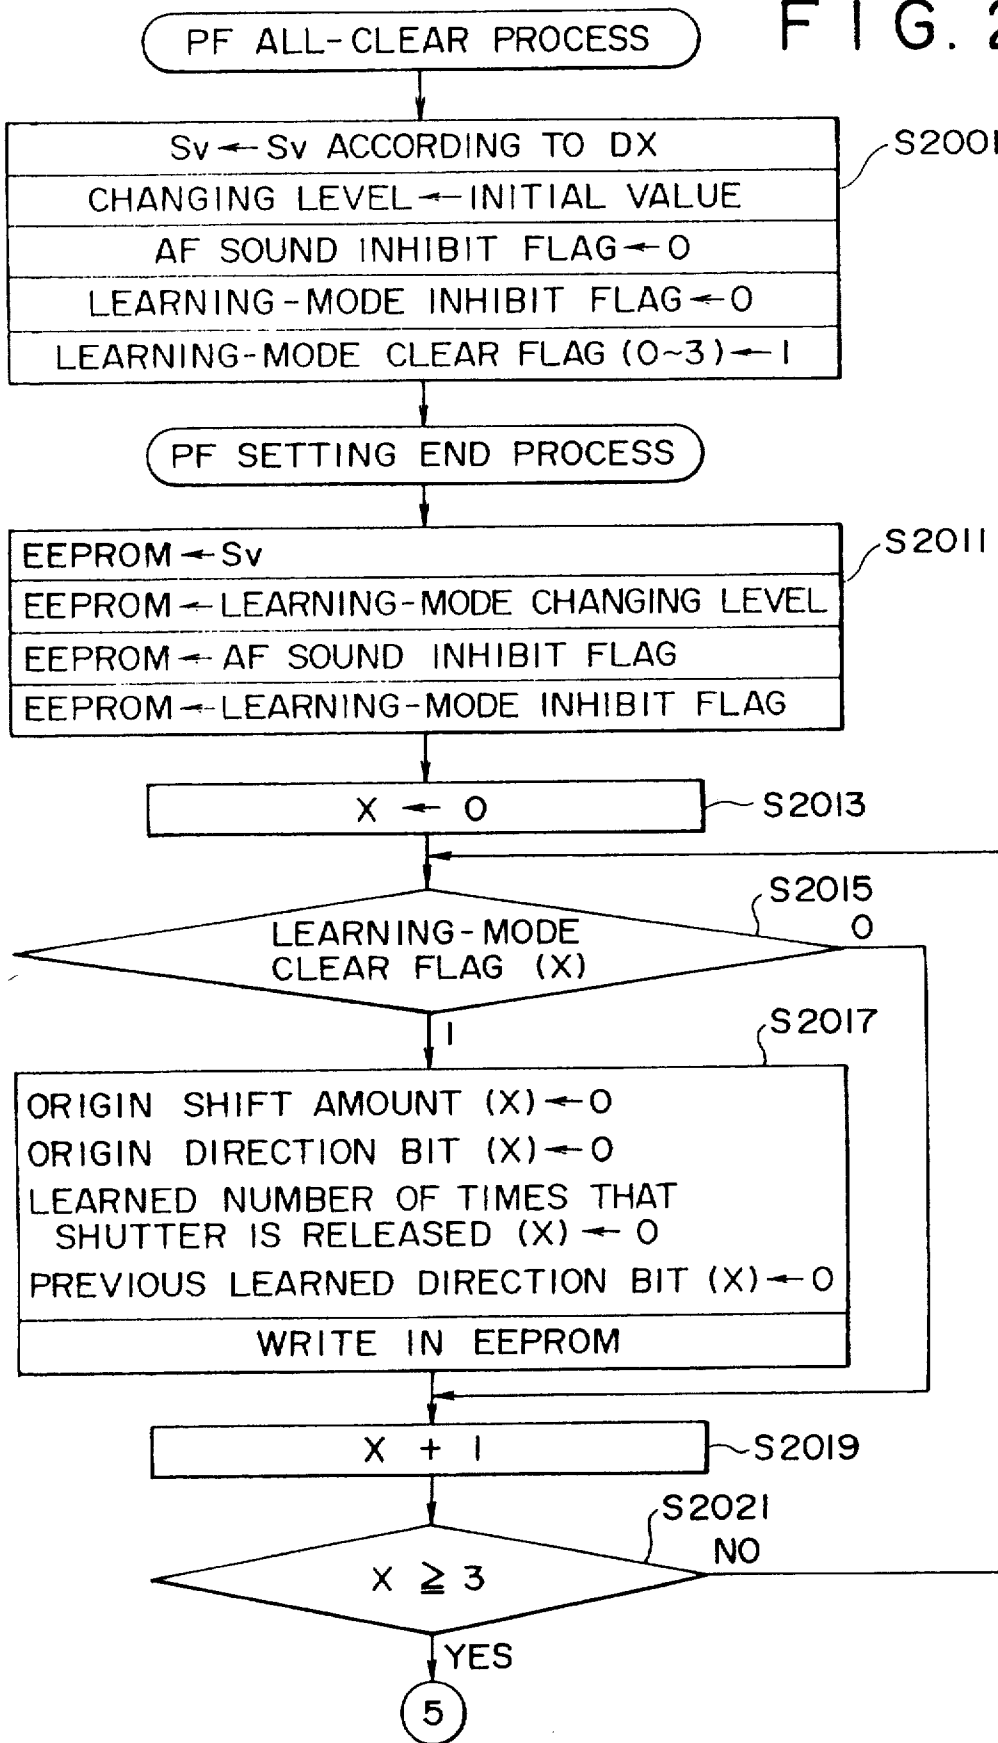 PF ALL-CLEAR PROCESS
FIG. 2
Sv ← Sv ACCORDING TO DX
S2001
CHANGING LEVEL ← INITIAL VALUE
AF SOUND INHIBIT FLAG ← 0
LEARNING-MODE INHIBIT FLAG ← 0
LEARNING-MODE CLEAR FLAG (0~3) ← 1
PF SETTING END PROCESS
S2011
EEPROM ← Sv
EEPROM ← LEARNING-MODE CHANGING LEVEL
EEPROM ← AF SOUND INHIBIT FLAG
EEPROM ← LEARNING-MODE INHIBIT FLAG
X ← 0
S2013
S2015
LEARNING-MODE
CLEAR FLAG (X)
0
1
S2017
ORIGIN SHIFT AMOUNT (X) ← 0
ORIGIN DIRECTION BIT (X) ← 0
LEARNED NUMBER OF TIMES THAT
SHUTTER IS RELEASED (X) ← 0
PREVIOUS LEARNED DIRECTION BIT (X) ← 0
WRITE IN EEPROM
X + 1
S2019
S2021
X ≧ 3
NO
YES
5